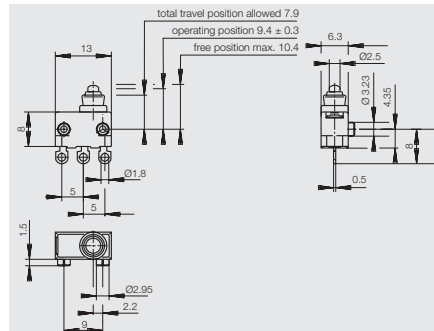 total travel position allowed 7.9
operating position 9.4 ± 0.3
free position max. 10.4
13
8
5
5
Ø1.8
6.3
Ø2.5
Ø 3.23
4.35
8
0.5
1.5
Ø2.95
2.2
9